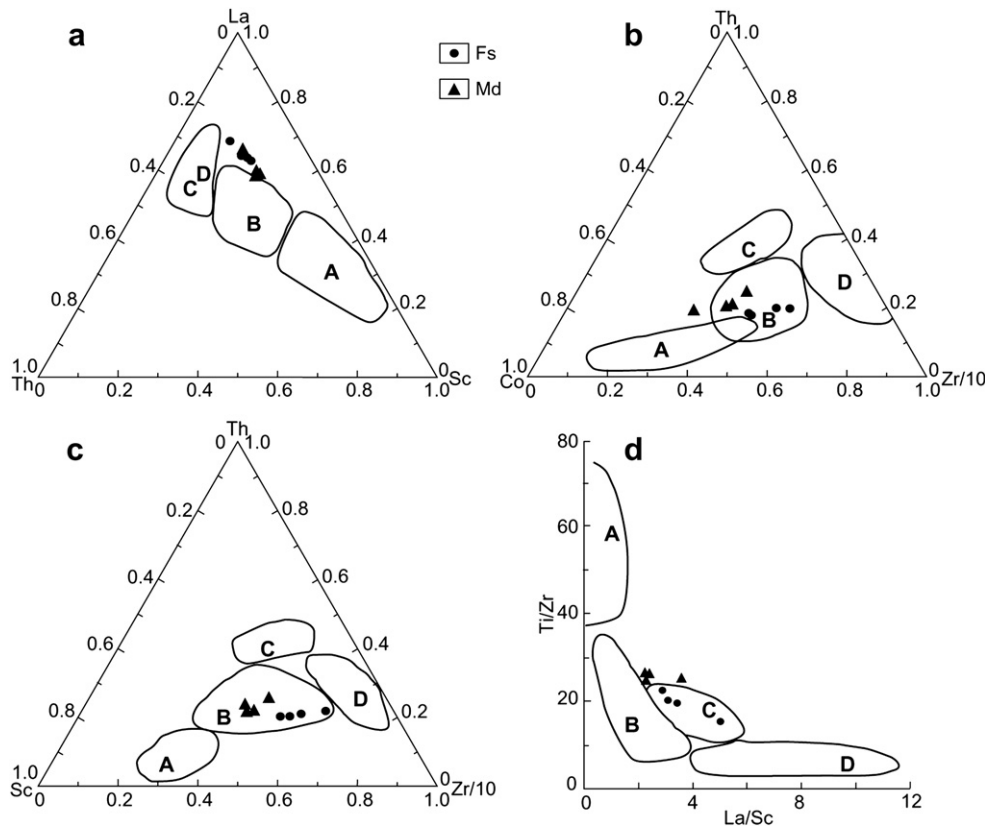 a
La
0 1.0
0.2 0.8
0.4 0.6
0.6 0.4
0.8 0.2
1.0 0
Th Sc
0 0.2 0.4 0.6 0.8 1.0
C D
B
A
Fs
Md
b
Th
0 1.0
0.2 0.8
0.4 0.6
0.6 0.4
0.8 0.2
1.0 0
Co Zr/10
0 0.2 0.4 0.6 0.8 1.0
C
D
B
A
c
Th
0 1.0
0.2 0.8
0.4 0.6
0.6 0.4
0.8 0.2
1.0 0
Sc Zr/10
0 0.2 0.4 0.6 0.8 1.0
C
D
B
A
d
80
60
40
20
0
Ti/Zr
A
B
C
D
0 4 8 12
La/Sc